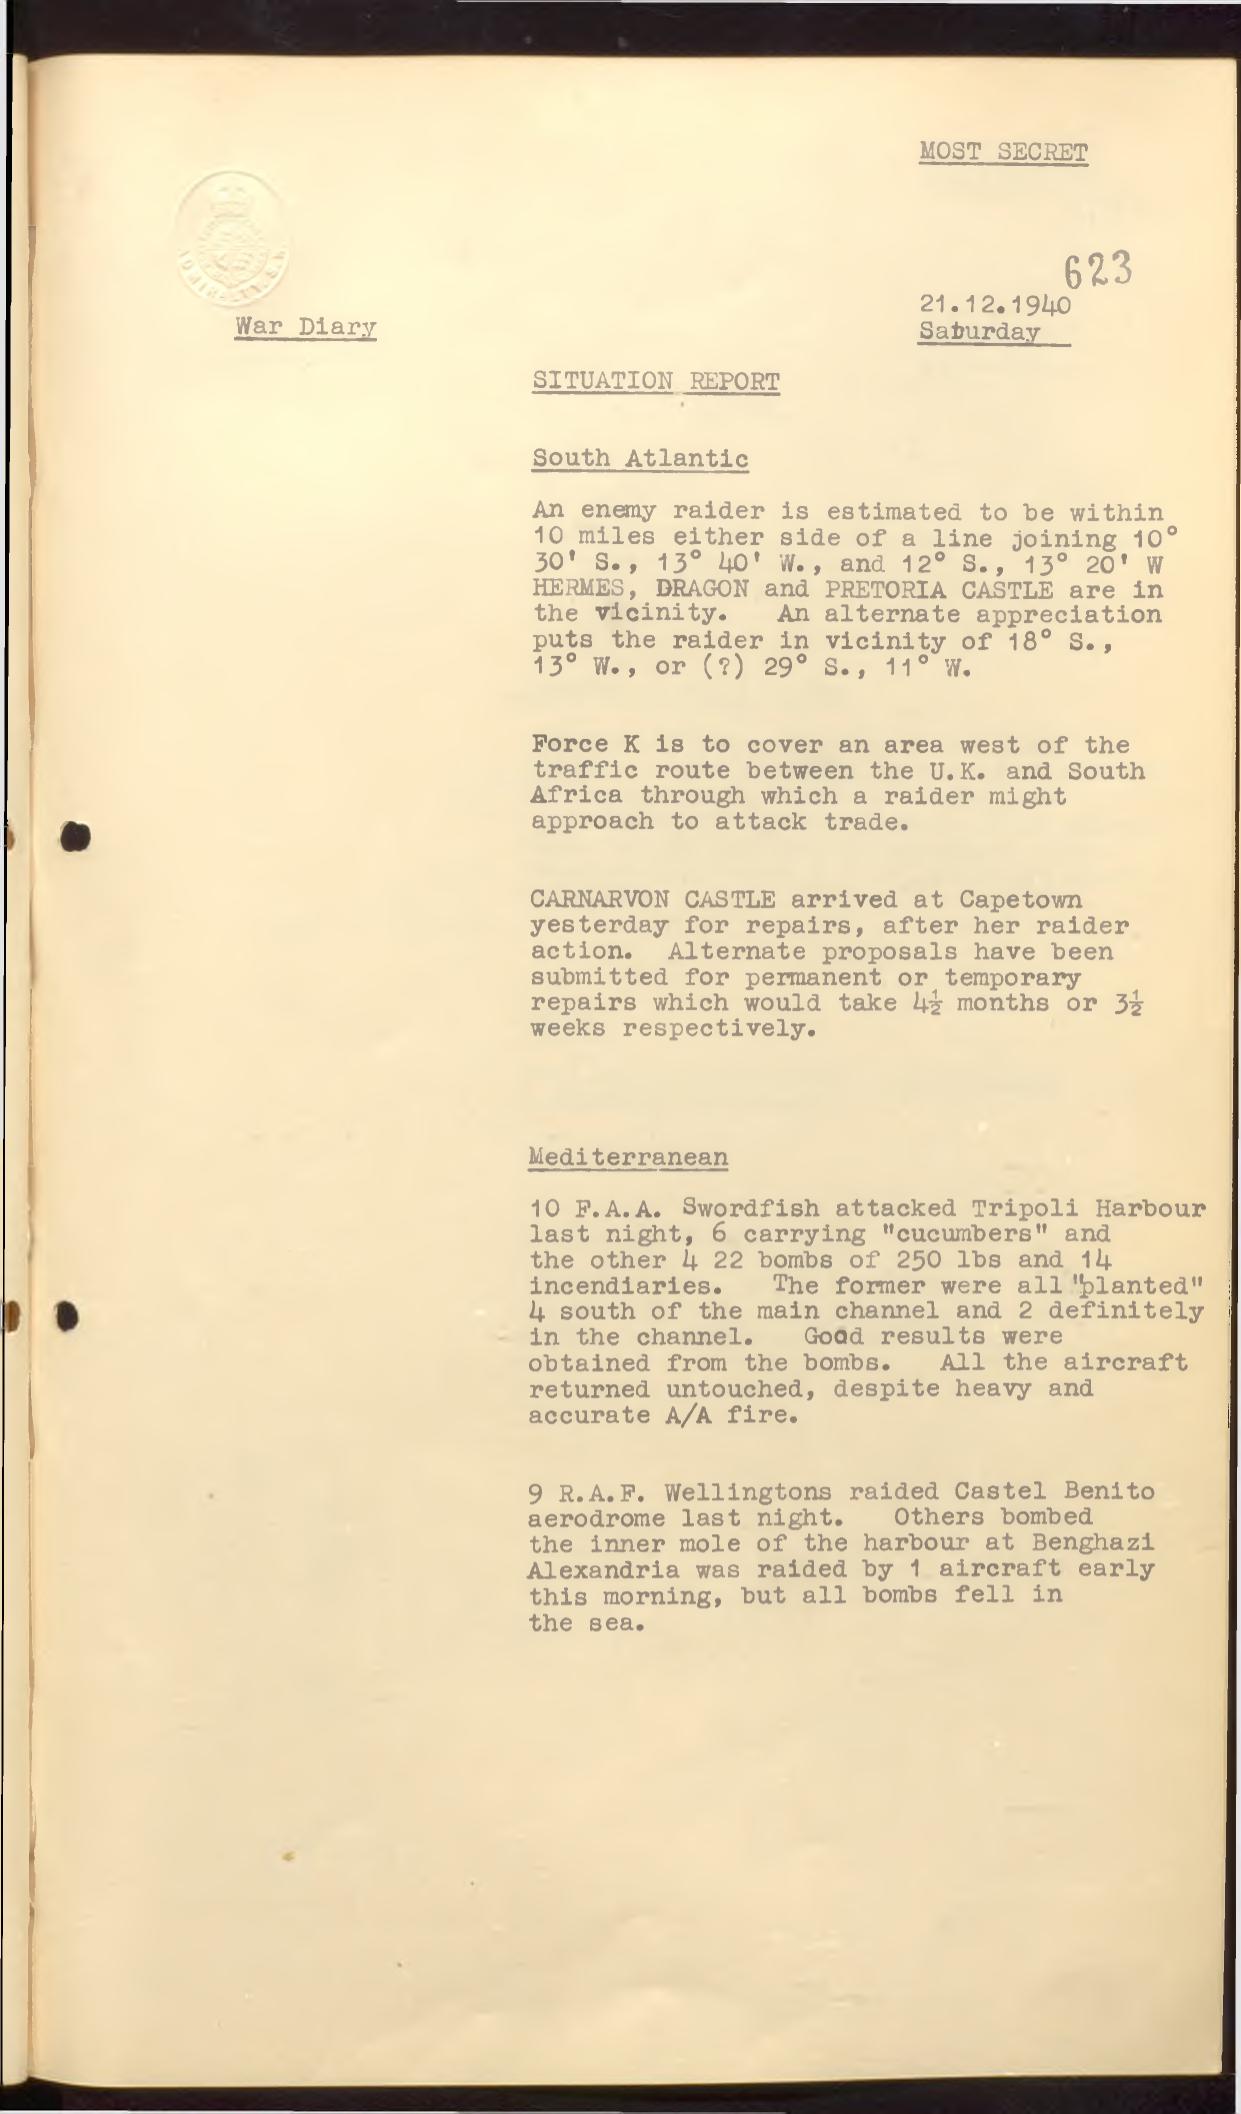 MOST SECRET
ADMIRALTY. S.W.
623
21.12.1940
War Diary
Saturday
SITUATION REPORT
South Atlantic
An enemy raider is estimated to be within
10 miles either side of a line joining 10°
30' S., 13° 40' W., and 12° S., 13° 20' W
HERMES, DRAGON and PRETORIA CASTLE are in
the vicinity. An alternate appreciation
puts the raider in vicinity of 18° S.,
13° W., or (?) 29° S., 11° W.
Force K is to cover an area west of the
traffic route between the U.K. and South
Africa through which a raider might
approach to attack trade.
CARNARVON CASTLE arrived at Capetown
yesterday for repairs, after her raider
action. Alternate proposals have been
submitted for permanent or temporary
repairs which would take 4½ months or 3½
weeks respectively.
Mediterranean
10 F.A.A. Swordfish attacked Tripoli Harbour
last night, 6 carrying "cucumbers" and
the other 4 22 bombs of 250 lbs and 14
incendiaries. The former were all "planted"
4 south of the main channel and 2 definitely
in the channel. Good results were
obtained from the bombs. All the aircraft
returned untouched, despite heavy and
accurate A/A fire.
9 R.A.F. Wellingtons raided Castel Benito
aerodrome last night. Others bombed
the inner mole of the harbour at Benghazi
Alexandria was raided by 1 aircraft early
this morning, but all bombs fell in
the sea.